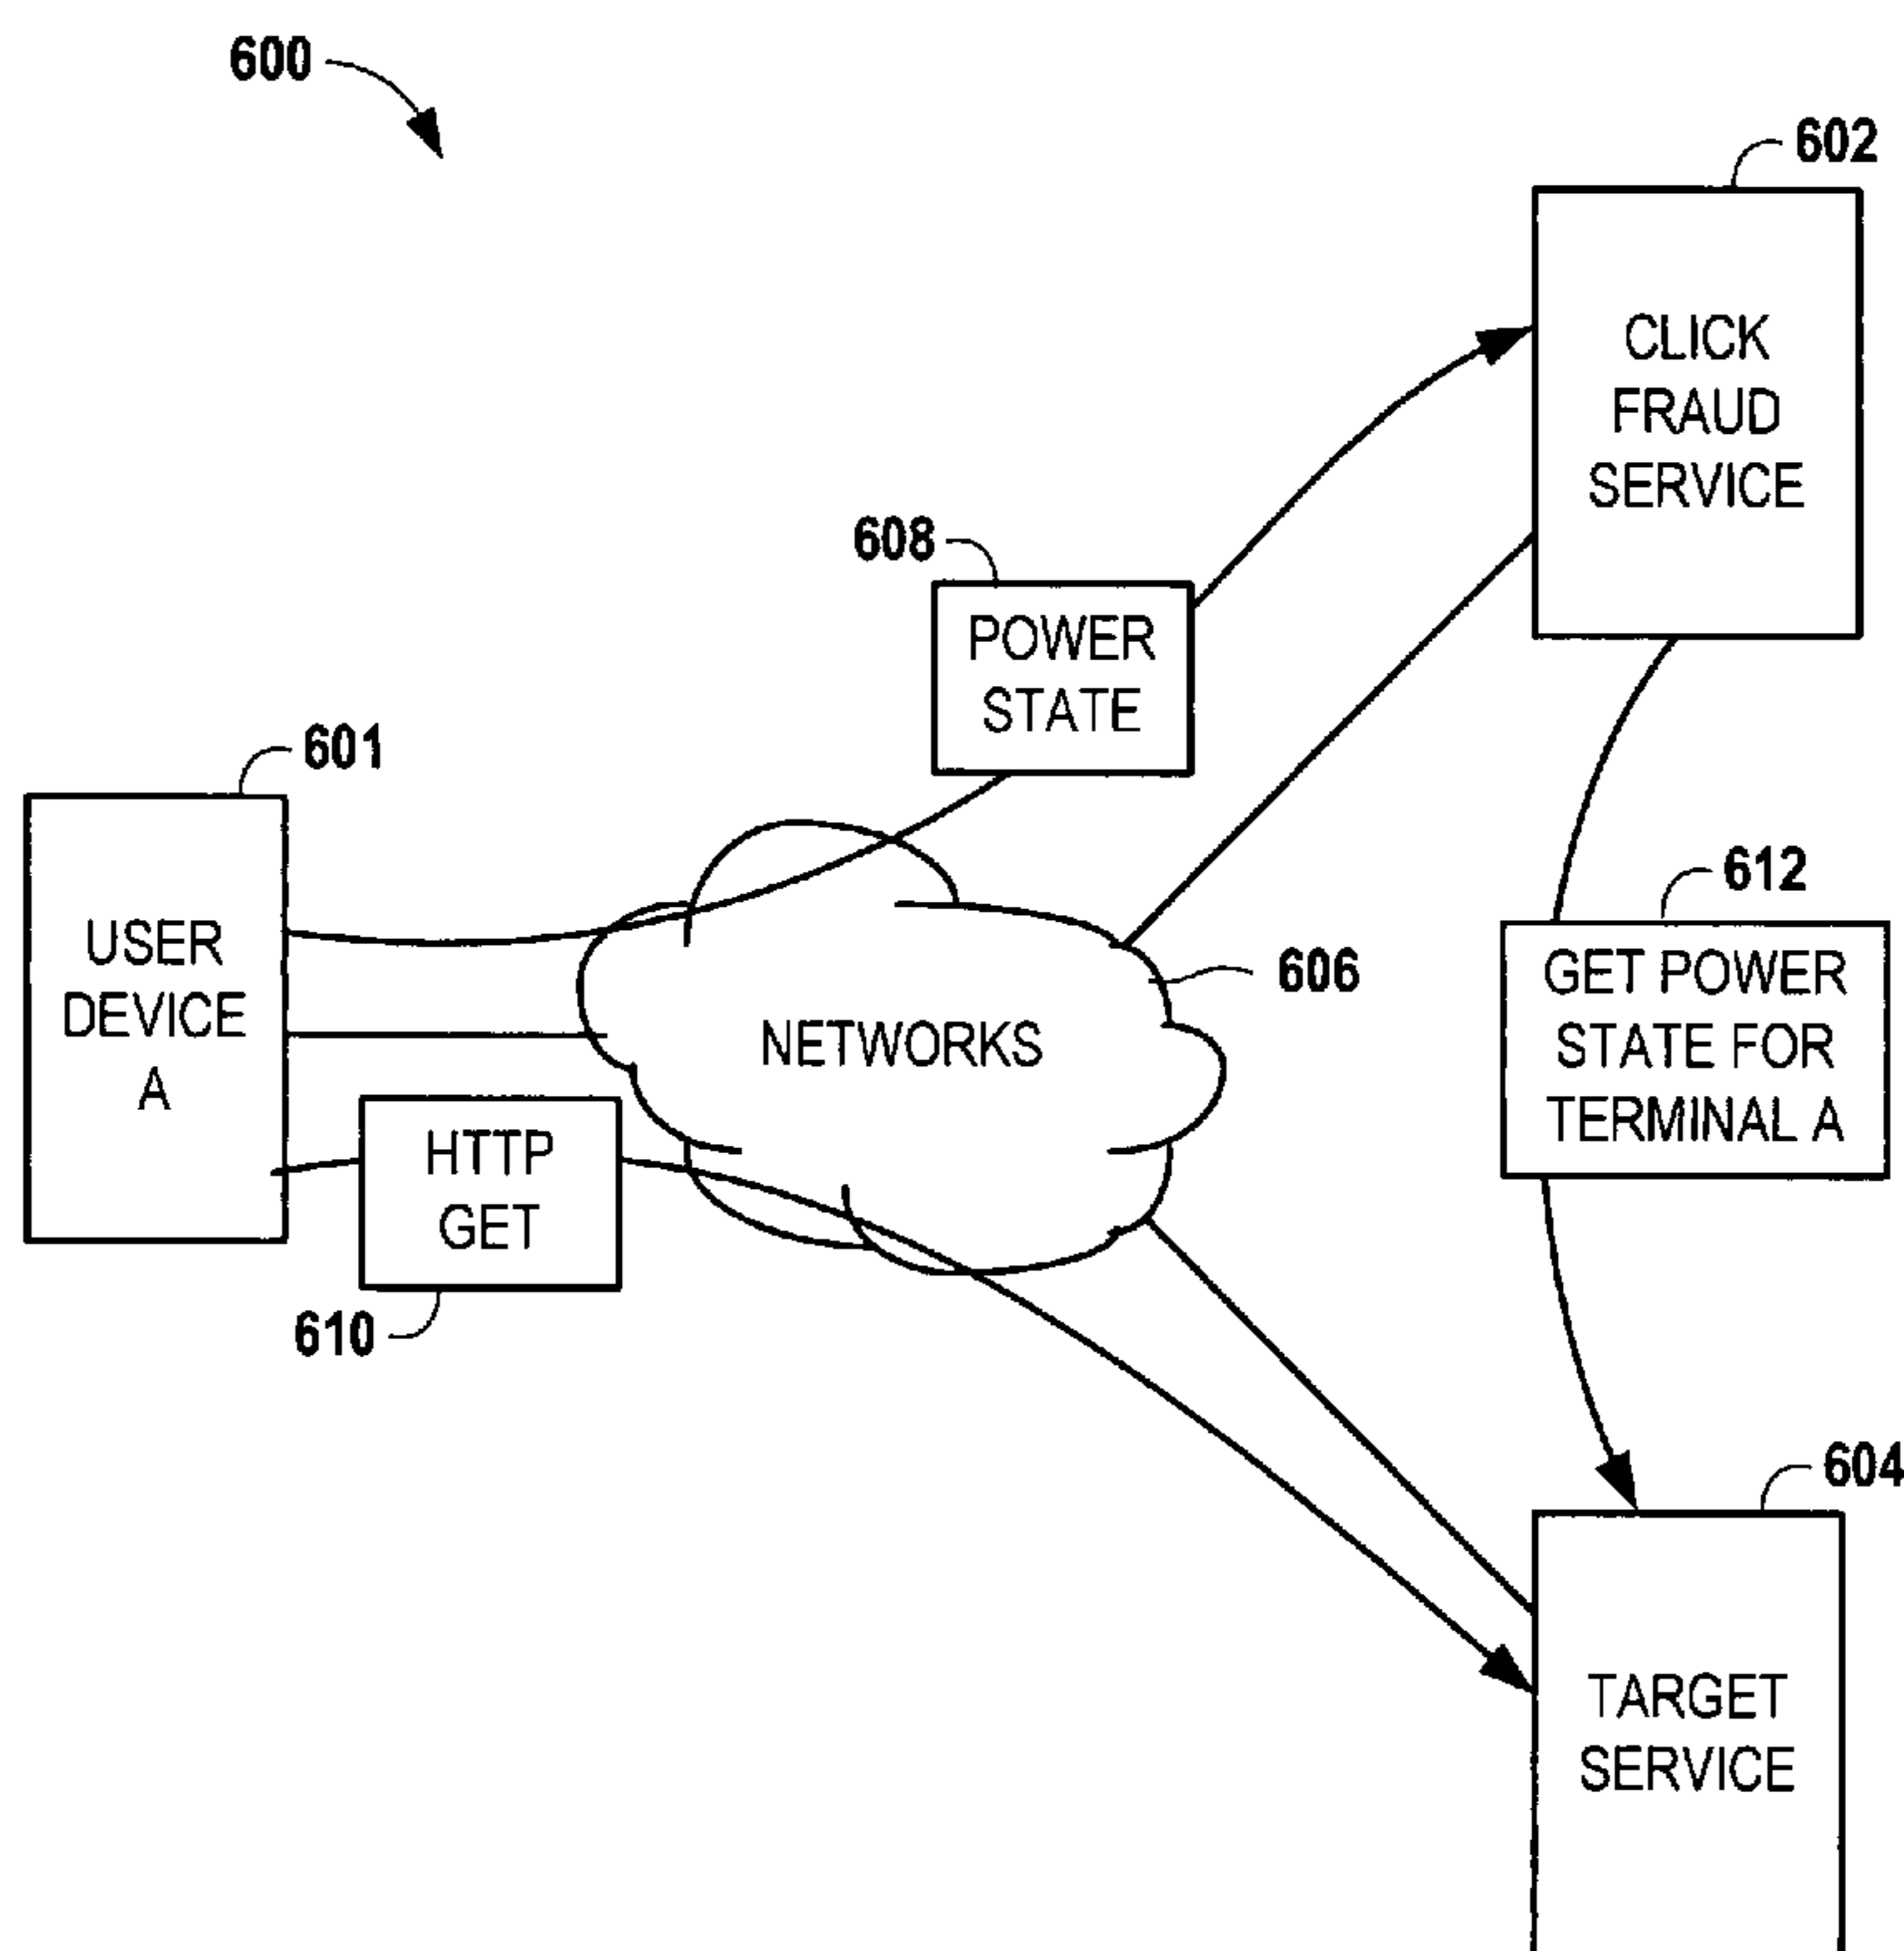 600
602
CLICK
FRAUD
SERVICE
608
POWER
STATE
601
USER
DEVICE
A
612
GET POWER
STATE FOR
TERMINAL A
606
NETWORKS
HTTP
GET
610
604
TARGET
SERVICE